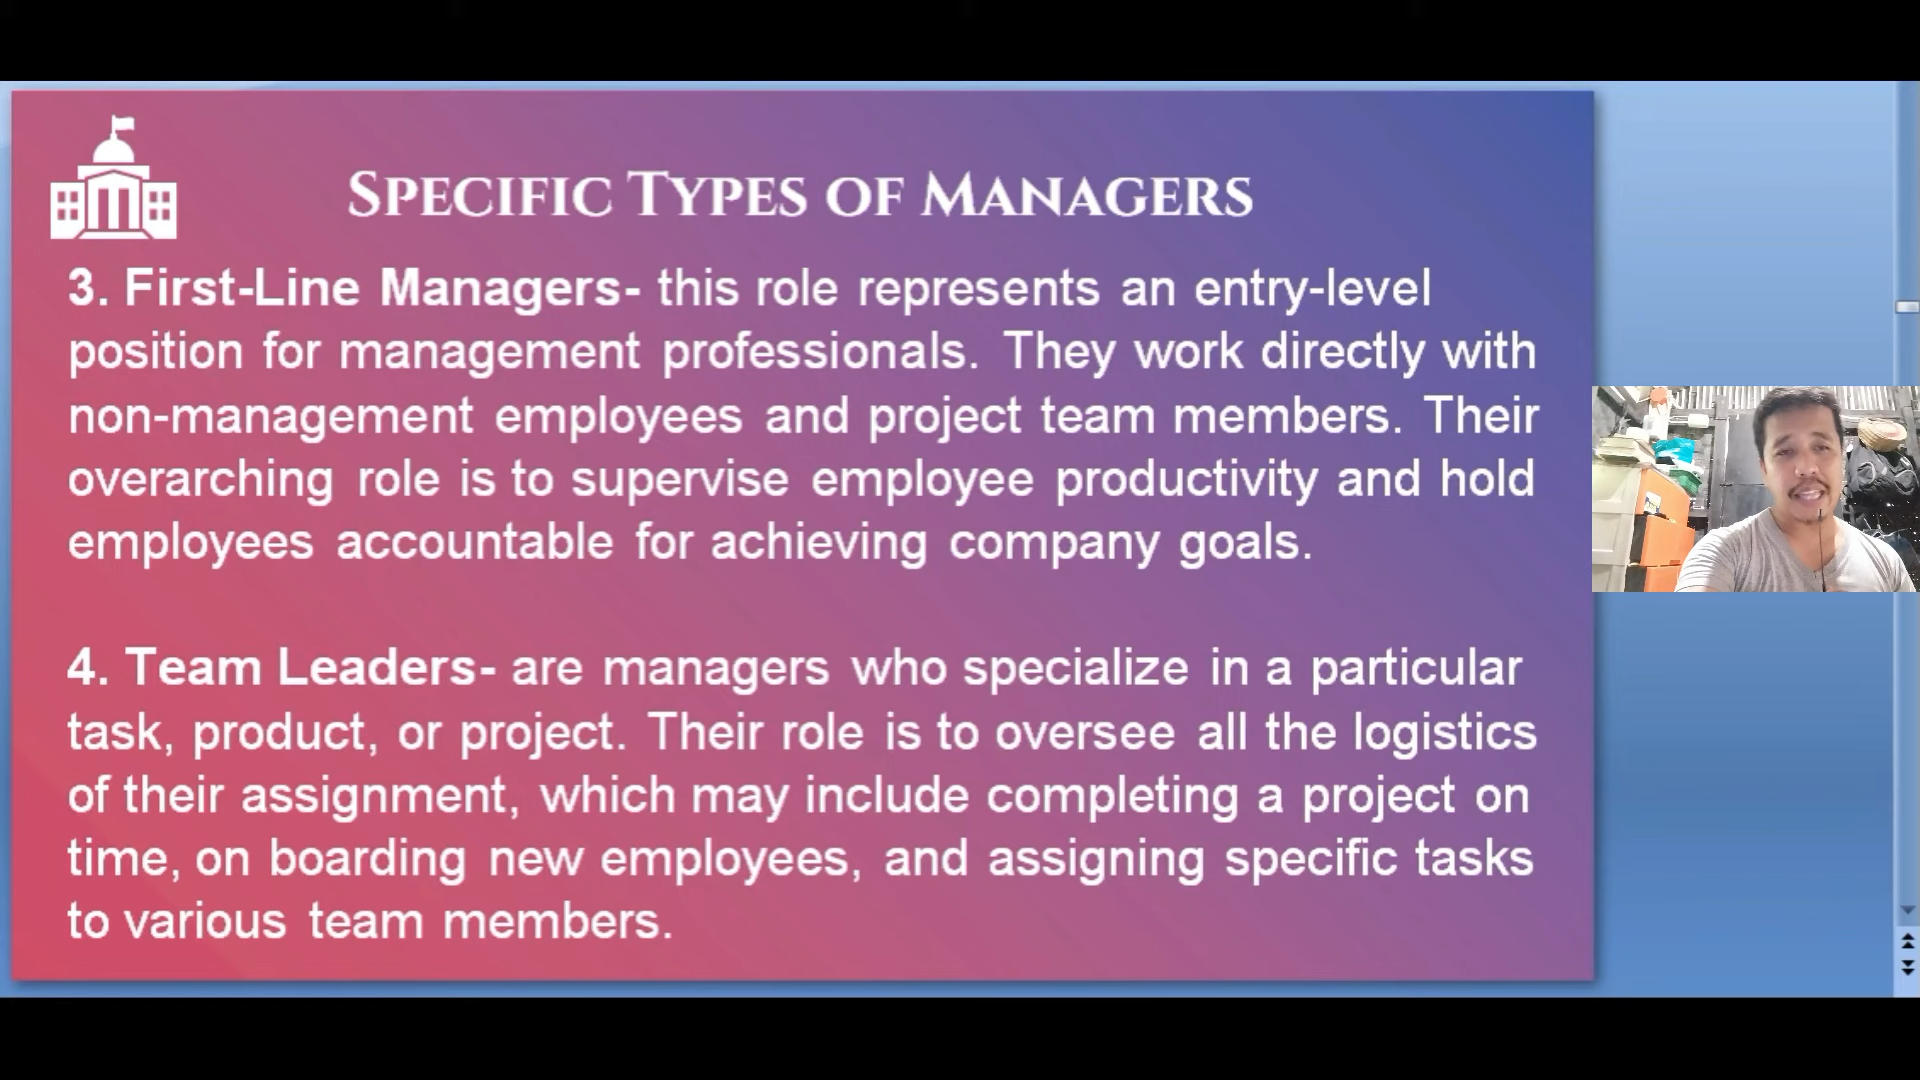 SPECIFIC TYPES OF MANAGERS
3. First-Line Managers- this role represents an entry-level
position for management professionals. They work directly with
non-management employees and project team members. Their
overarching role is to supervise employee productivity and hold
employees accountable for achieving company goals.
4. Team Leaders- are managers who specialize in a particular
task, product, or project. Their role is to oversee all the logistics
of their assignment, which may include completing a project on
time, on boarding new employees, and assigning specific tasks
to various team members.